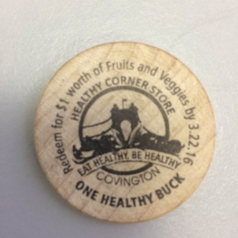 Redeem for $1 worth of Fruits and Veggies by 3.22.16
HEALTHY CORNER STORE
EAT HEALTHY, BE HEALTHY
COVINGTON
ONE HEALTHY BUCK